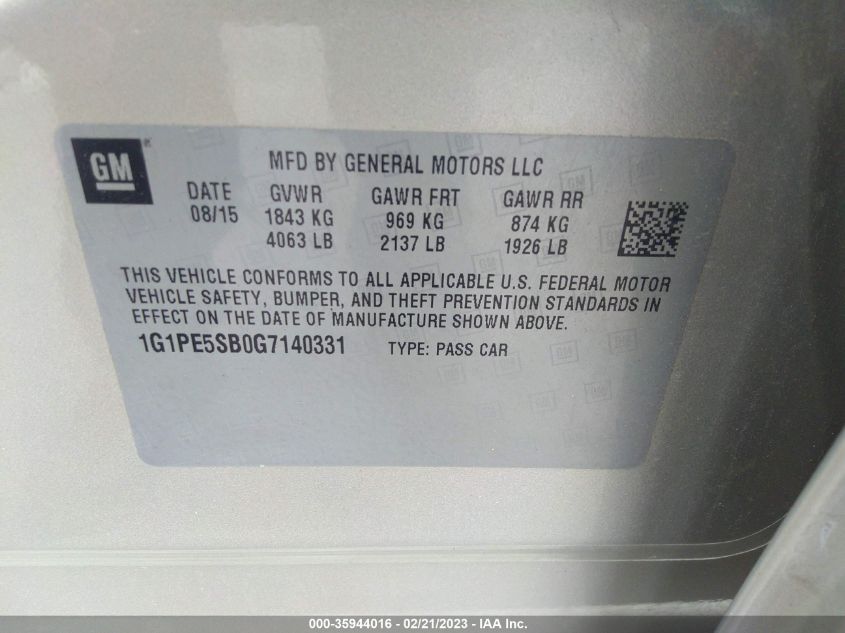 GM
MFD BY GENERAL MOTORS LLC
DATE GVWR GAWR FRT GAWR RR
08/15 1843 KG 969 KG 874 KG
4063 LB 2137 LB 1926 LB
THIS VEHICLE CONFORMS TO ALL APPLICABLE U.S. FEDERAL MOTOR
VEHICLE SAFETY, BUMPER, AND THEFT PREVENTION STANDARDS IN
EFFECT ON THE DATE OF MANUFACTURE SHOWN ABOVE.
1G1PE5SB0G7140331 TYPE: PASS CAR
000-35944016 - 02/21/2023 - IAA Inc.